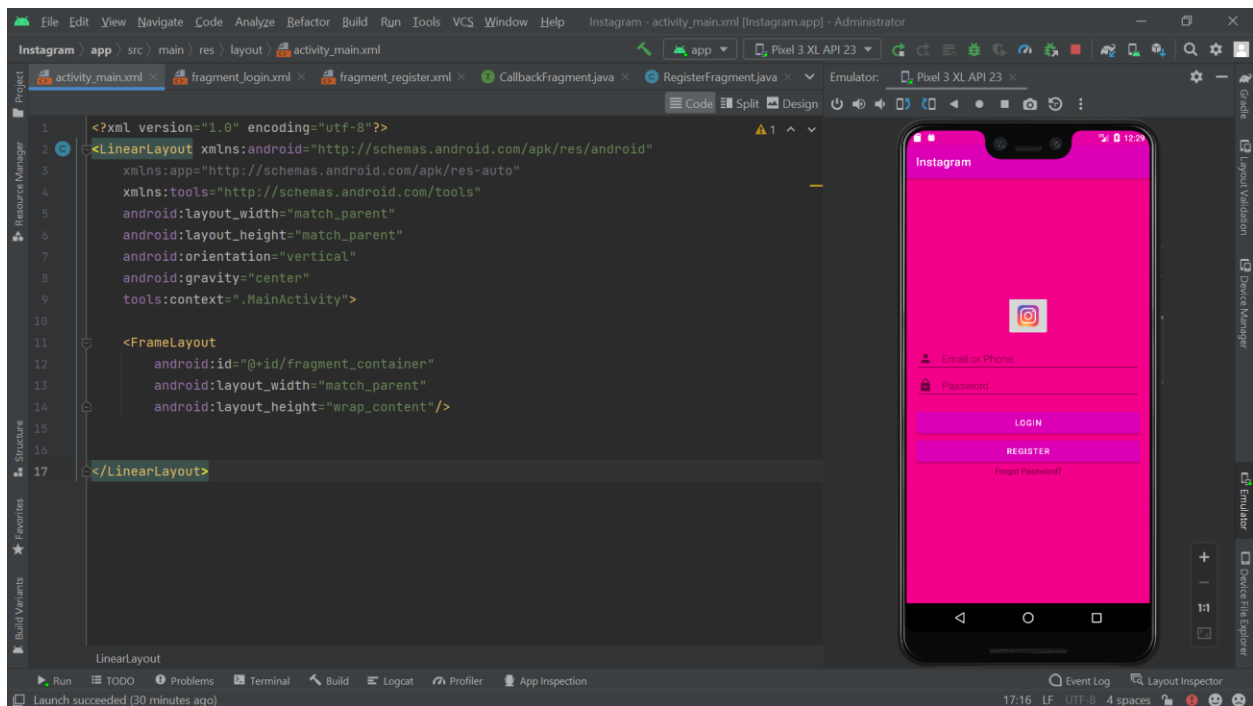 File Edit View Navigate Code Analyze Refactor Build Run Tools VCS Window Help Instagram - activity_main.xml [Instagram.app] - Administrator
Instagram app src main res layout activity_main.xml app Pixel 3 XL API 23
activity_main.xml fragment_login.xml fragment_register.xml CallbackFragment.java RegisterFragment.java Emulator: Pixel 3 XL API 23
Code Split Design
Project
Resource Manager
Structure
Favorites
Build Variants
1 <?xml version="1.0" encoding="utf-8"?> 1
2 <LinearLayout xmlns:android="http://schemas.android.com/apk/res/android"
3 xmlns:app="http://schemas.android.com/apk/res-auto"
4 xmlns:tools="http://schemas.android.com/tools"
5 android:layout_width="match_parent"
6 android:layout_height="match_parent"
7 android:orientation="vertical"
8 android:gravity="center"
9 tools:context=".MainActivity">
10
11 <FrameLayout
12 android:id="@+id/fragment_container"
13 android:layout_width="match_parent"
14 android:layout_height="wrap_content"/>
15
16
17 </LinearLayout>
LinearLayout
12:29
Instagram
Email or Phone
Password
LOGIN
REGISTER
Forgot Password?
1:1
Gradle
Layout Validation
Device Manager
Emulator
Device File Explorer
Run TODO Problems Terminal Build Logcat Profiler App Inspection Event Log Layout Inspector
Launch succeeded (30 minutes ago) 17:16 LF UTF-8 4 spaces